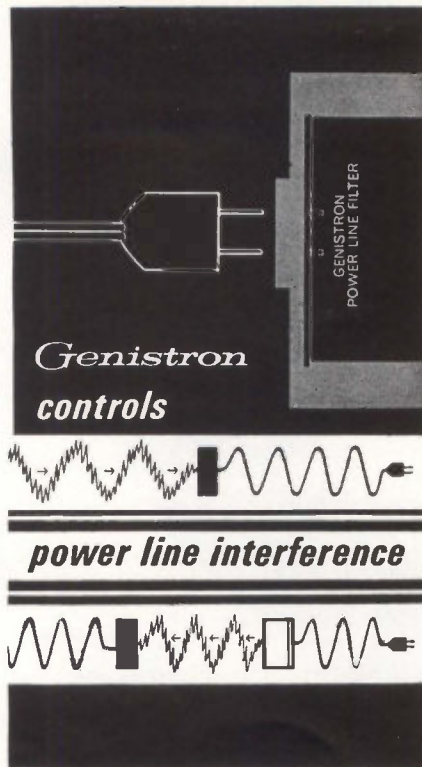 GENISTRON
POWER LINE FILTER
Genistron
controls
power line interference